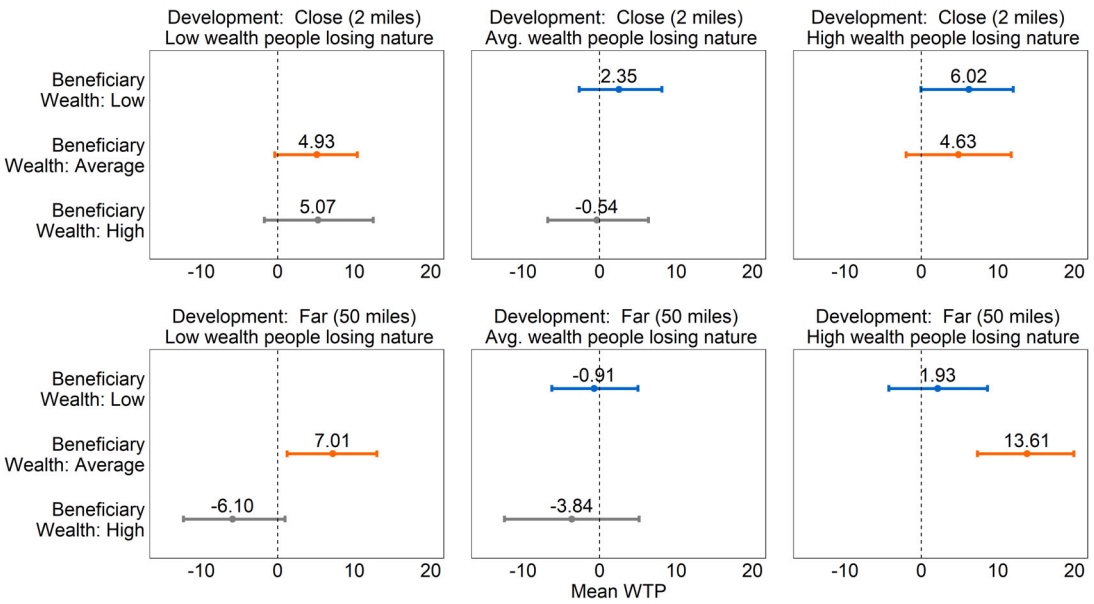 Development:  Close (2 miles)
Low wealth people losing nature
Development:  Close (2 miles)
Avg. wealth people losing nature
Development:  Close (2 miles)
High wealth people losing nature
Beneficiary
Wealth: Low
2.35
6.02
Beneficiary
Wealth: Average
4.93
4.63
Beneficiary
Wealth: High
5.07
-0.54
-10 0 10 20
-10 0 10 20
-10 0 10 20
Development:  Far (50 miles)
Low wealth people losing nature
Development:  Far (50 miles)
Avg. wealth people losing nature
Development:  Far (50 miles)
High wealth people losing nature
Beneficiary
Wealth: Low
-0.91
1.93
Beneficiary
Wealth: Average
7.01
13.61
Beneficiary
Wealth: High
-6.10
-3.84
-10 0 10 20
-10 0 10 20
-10 0 10 20
Mean WTP